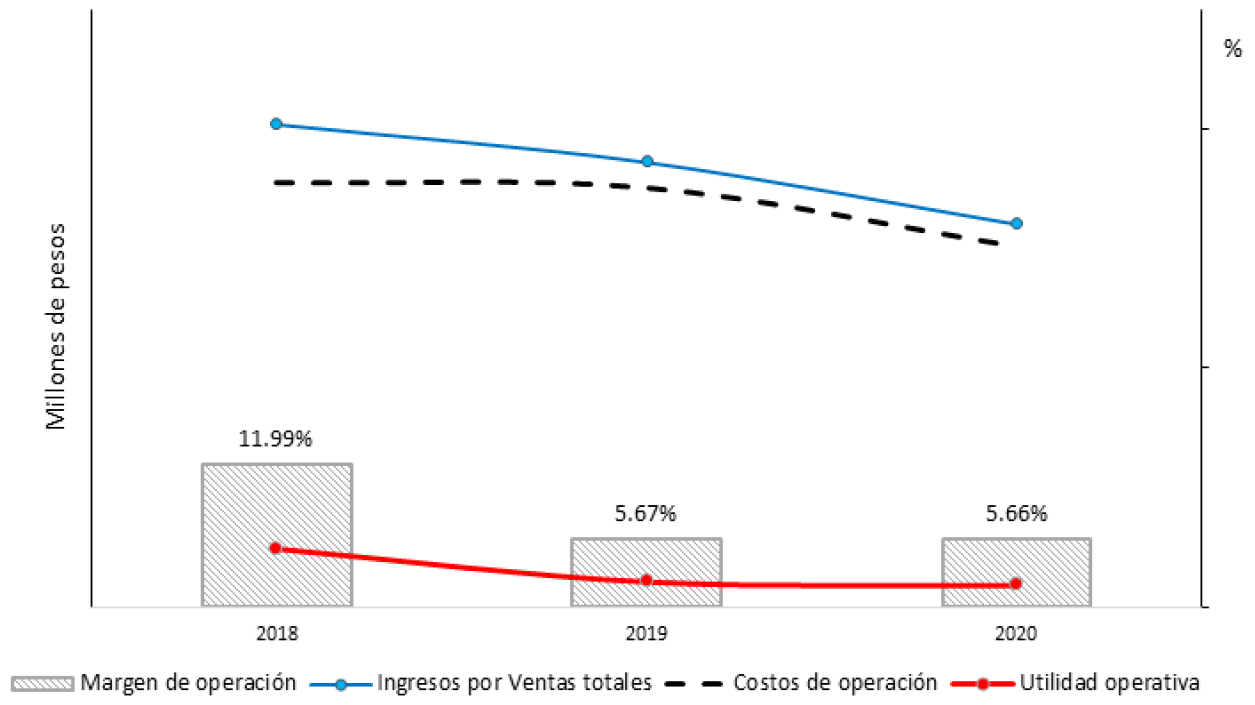 %
Millones de pesos
11.99%
5.67%
5.66%
2018 2019 2020
Margen de operación Ingresos por Ventas totales Costos de operación Utilidad operativa